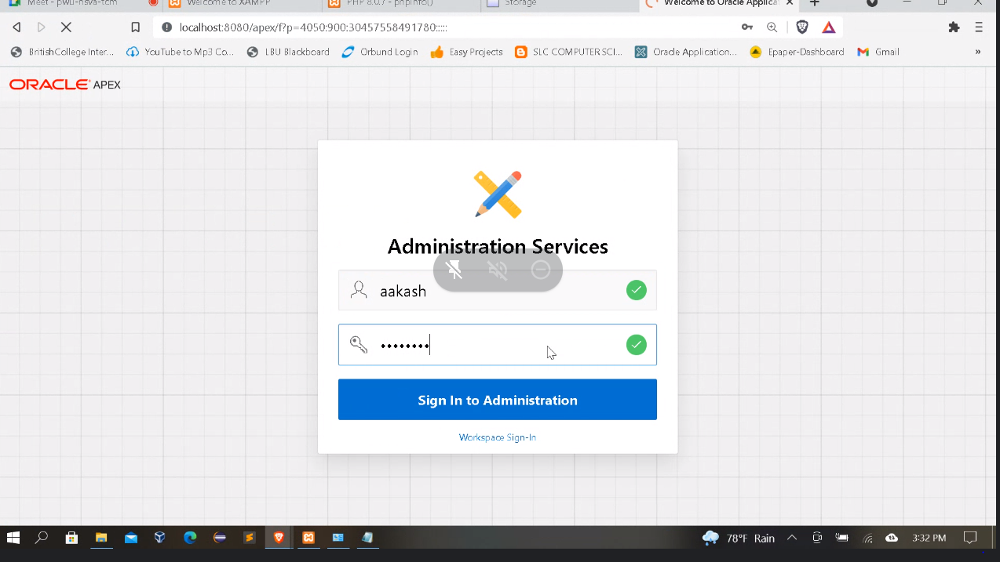 Meet - pwu-nsva-tcm
Welcome to XAMPP
PHP 8.0.7 - phpinfo()
Storage
Welcome to Oracle Applicat
localhost:8080/apex/f?p=4050:900:30457558491780:::::
BritishCollege Inter...
YouTube to Mp3 Co...
LBU Blackboard
Orbund Login
Easy Projects
SLC COMPUTER SCI...
Oracle Application...
Epaper-Dashboard
Gmail
»
ORACLE APEX
Administration Services
aakash
••••••••
Sign In to Administration
Workspace Sign-In
78°F Rain
3:32 PM